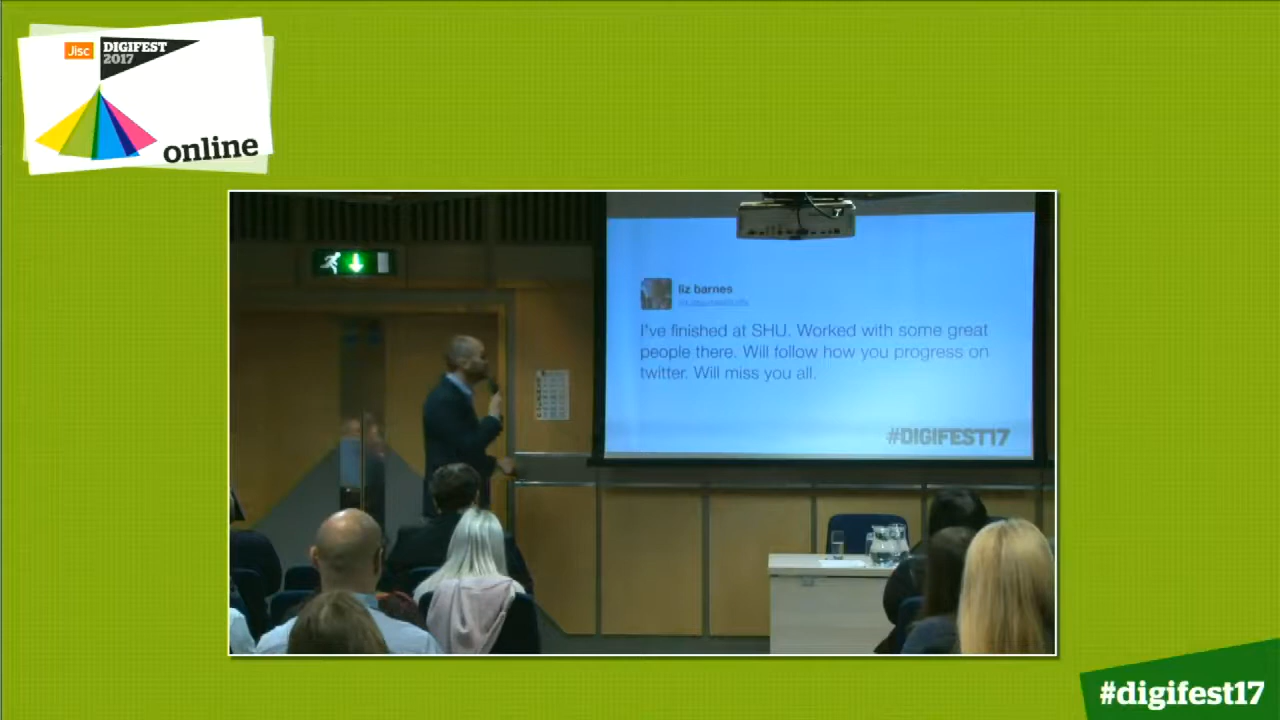 Jisc
DIGIFEST
2017
online
liz barnes
I've finished at SHU. Worked with some great
people there. Will follow how you progress on
twitter. Will miss you all.
#DIGIFEST17
#digifest17